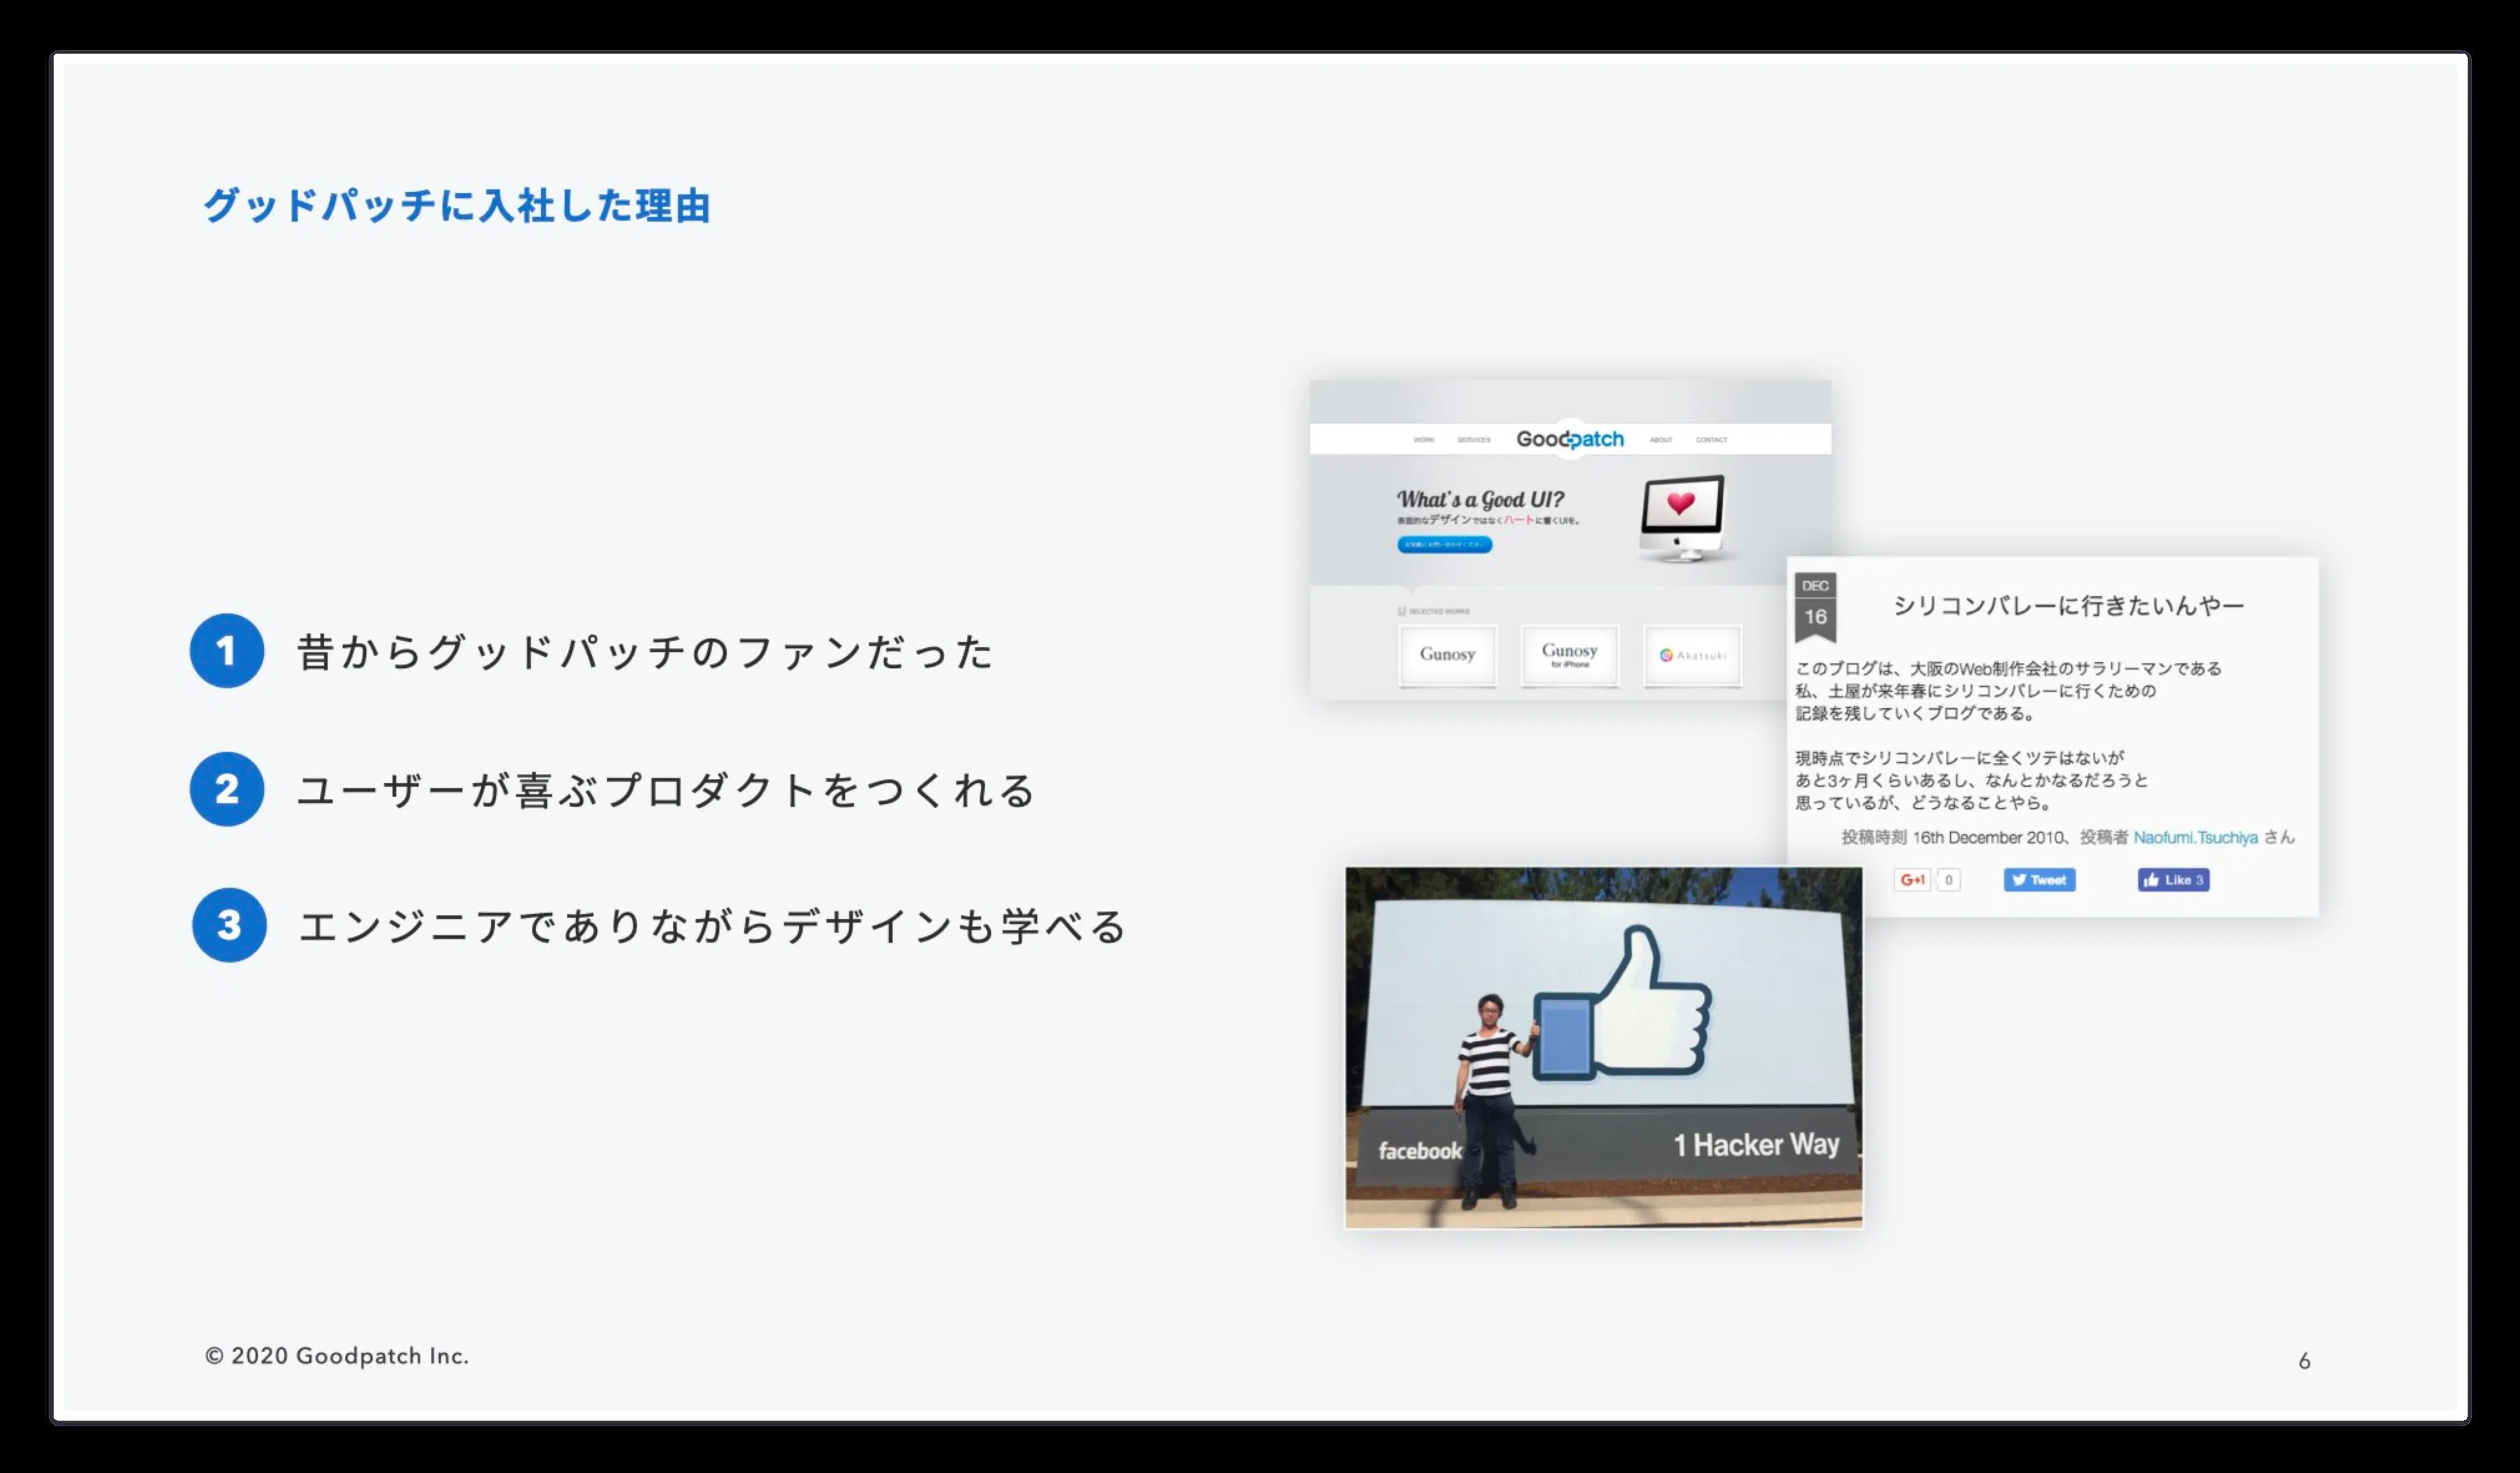 グッドパッチに入社した理由
1 昔からグッドパッチのファンだった
2 ユーザーが喜ぶプロダクトをつくれる
3 エンジニアでありながらデザインも学べる
WORK SERVICES Goodpatch ABOUT CONTACT
What's a Good UI?
表面的なデザインではなくハートに響くUIを。
SELECTED WORKS
Gunosy
Gunosy
for iPhone
Akatsuki
DEC
16
シリコンバレーに行きたいんやー
このブログは、大阪のWeb制作会社のサラリーマンである
私、土屋が来年春にシリコンバレーに行くための
記録を残していくブログである。
現時点でシリコンバレーに全くツテはないが
あと3ヶ月くらいあるし、なんとかなるだろうと
思っているが、どうなることやら。
投稿時刻 16th December 2010、投稿者 Naofumi.Tsuchiya さん
G+1 0 Tweet Like 3
facebook 1 Hacker Way
© 2020 Goodpatch Inc.
6